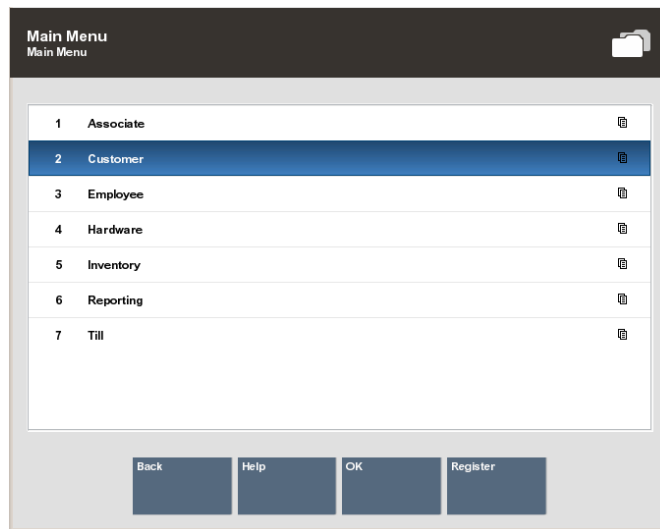 Main Menu
Main Menu
1 Associate
2 Customer
3 Employee
4 Hardware
5 Inventory
6 Reporting
7 Till
Back Help OK Register